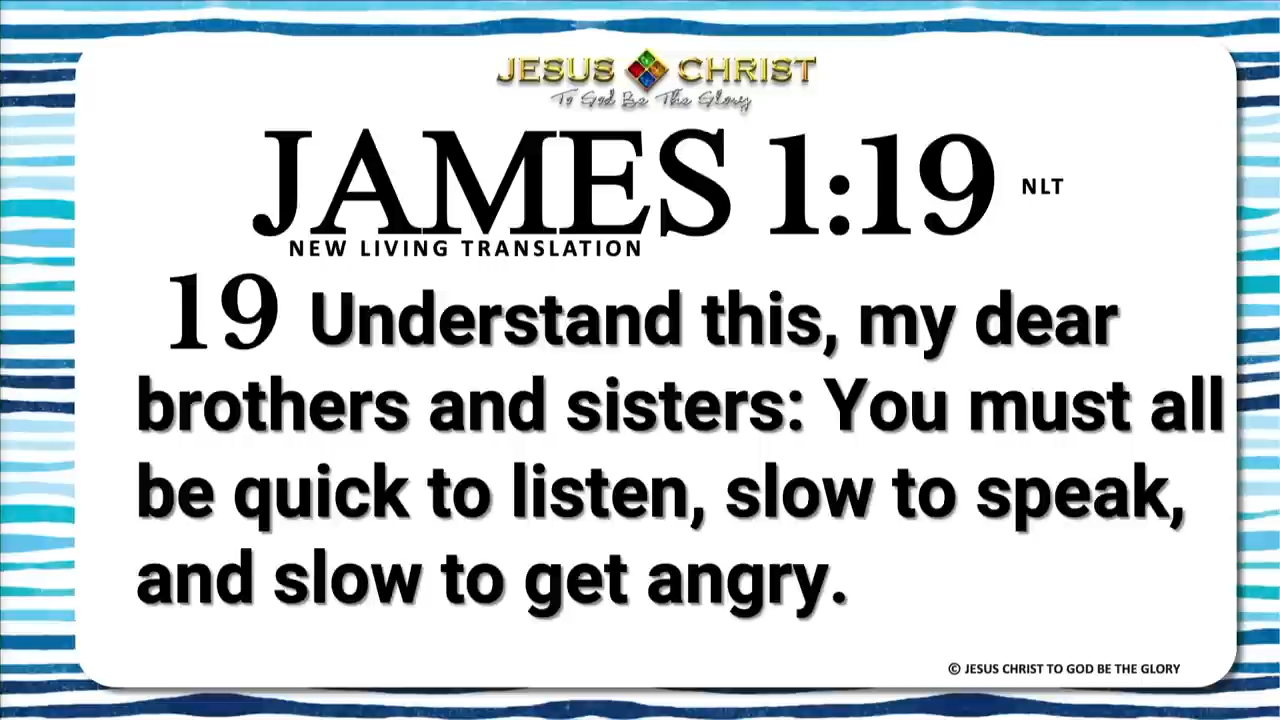 JESUS CHRIST
To God Be The Glory
JAMES 1:19 NLT
NEW LIVING TRANSLATION
19 Understand this, my dear
brothers and sisters: You must all
be quick to listen, slow to speak,
and slow to get angry.
© JESUS CHRIST TO GOD BE THE GLORY